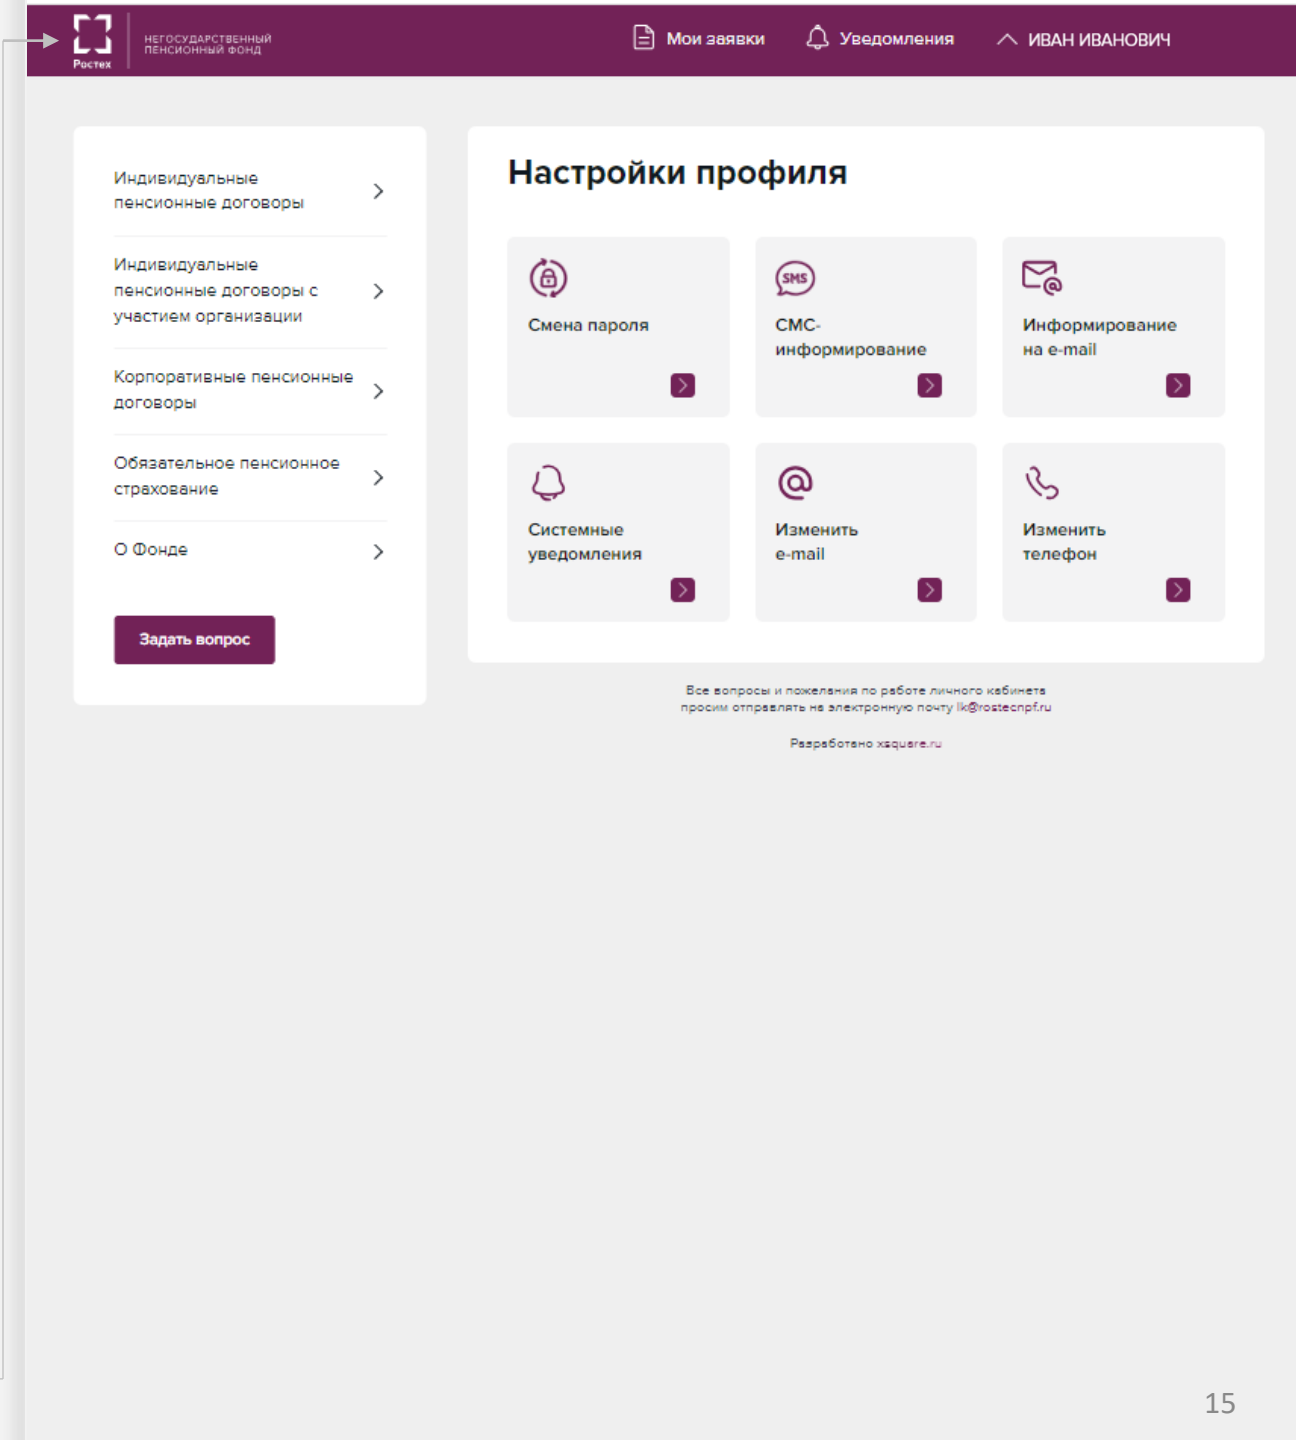 Ростех
НЕГОСУДАРСТВЕННЫЙ
ПЕНСИОННЫЙ ФОНД
Мои заявки
Уведомления
ИВАН ИВАНОВИЧ
Индивидуальные
пенсионные договоры
Индивидуальные
пенсионные договоры с
участием организации
Корпоративные пенсионные
договоры
Обязательное пенсионное
страхование
О Фонде
Задать вопрос
Настройки профиля
Смена пароля
SMS
СМС-
информирование
Информирование
на e-mail
Системные
уведомления
Изменить
e-mail
Изменить
телефон
Все вопросы и пожелания по работе личного кабинета
просим отправлять на электронную почту lk@rostecnpf.ru
Разработано xsquare.ru
15